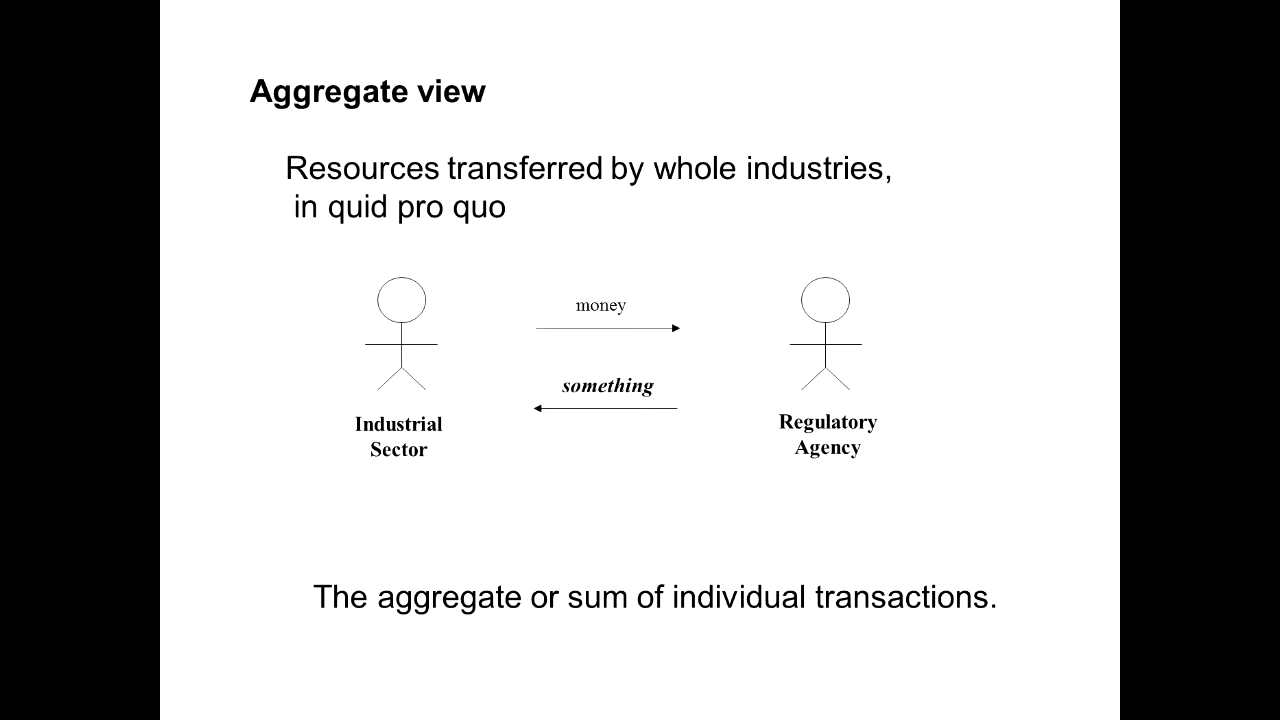 Aggregate view
Resources transferred by whole industries,
in quid pro quo
money
something
Industrial
Sector
Regulatory
Agency
The aggregate or sum of individual transactions.